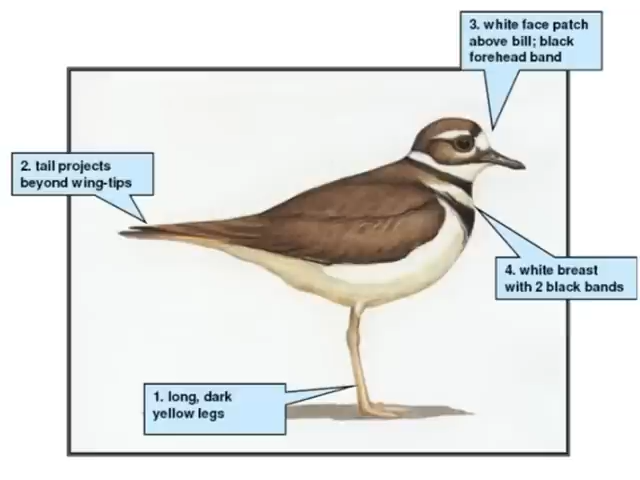 3. white face patch
above bill; black
forehead band
2. tail projects
beyond wing-tips
4. white breast
with 2 black bands
1. long, dark
yellow legs